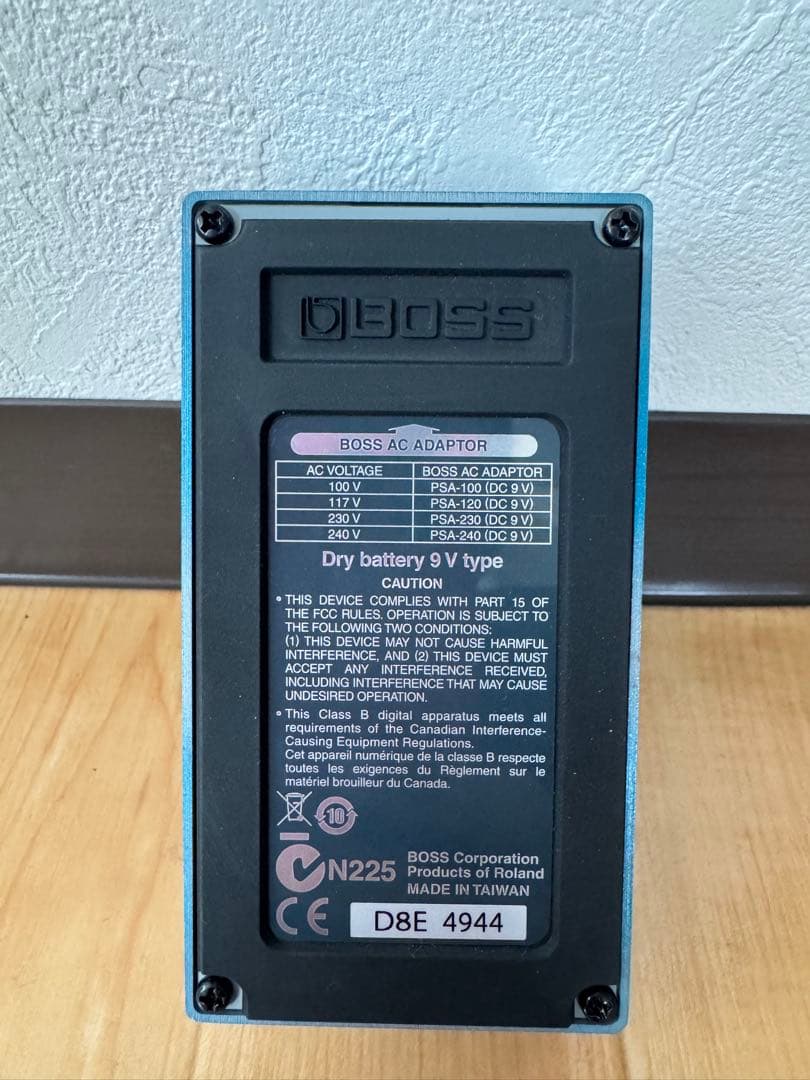 BOSS
BOSS AC ADAPTOR
AC VOLTAGE BOSS AC ADAPTOR
100 V PSA-100 (DC 9 V)
117 V PSA-120 (DC 9 V)
230 V PSA-230 (DC 9 V)
240 V PSA-240 (DC 9 V)
Dry battery 9 V type
CAUTION
• THIS DEVICE COMPLIES WITH PART 15 OF
THE FCC RULES. OPERATION IS SUBJECT TO
THE FOLLOWING TWO CONDITIONS:
(1) THIS DEVICE MAY NOT CAUSE HARMFUL
INTERFERENCE, AND (2) THIS DEVICE MUST
ACCEPT ANY INTERFERENCE RECEIVED,
INCLUDING INTERFERENCE THAT MAY CAUSE
UNDESIRED OPERATION.
• This Class B digital apparatus meets all
requirements of the Canadian Interference-
Causing Equipment Regulations.
Cet appareil numérique de la classe B respecte
toutes les exigences du Règlement sur le
matériel brouilleur du Canada.
10
N225
BOSS Corporation
Products of Roland
MADE IN TAIWAN
CE
D8E 4944